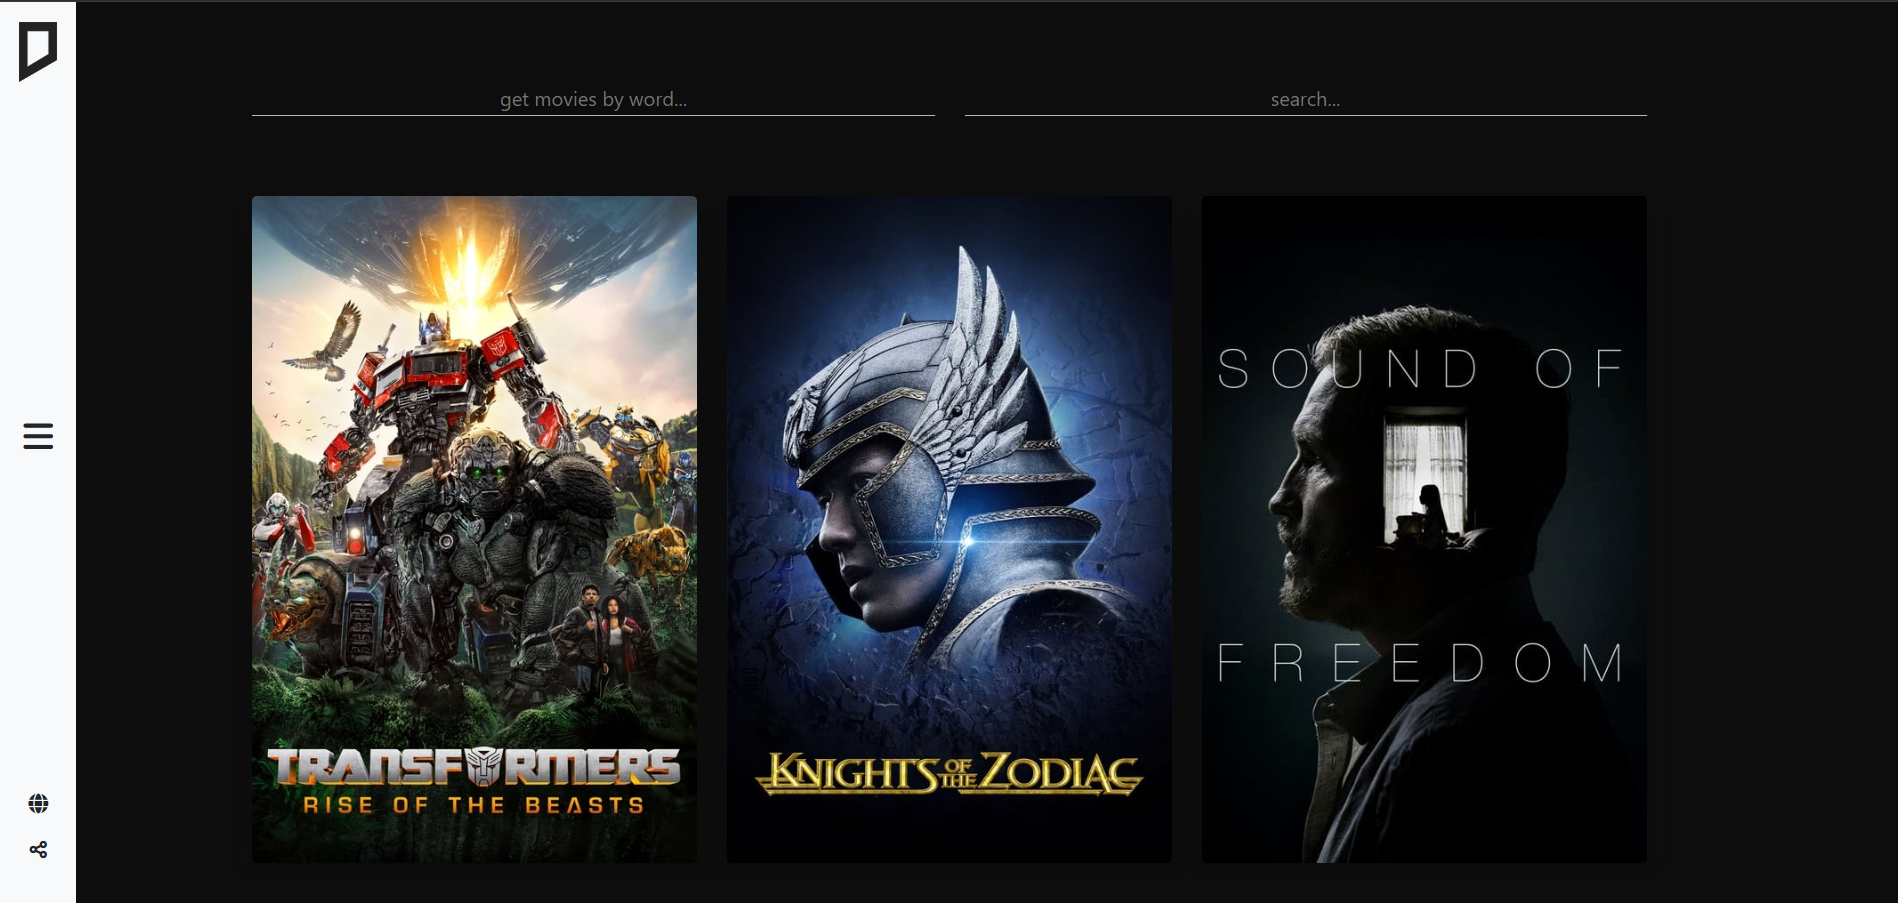 get movies by word...
search...
TRANSFORMERS
RISE OF THE BEASTS
KNIGHTS OF THE ZODIAC
SOUND OF
FREEDOM